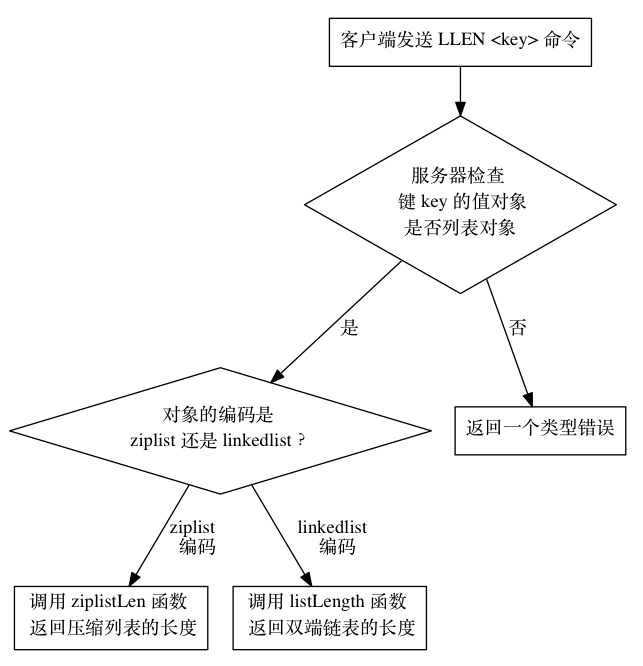 客户端发送 LLEN <key> 命令
服务器检查
键 key 的值对象
是否列表对象
是
否
对象的编码是
ziplist 还是 linkedlist ？
返回一个类型错误
ziplist
编码
linkedlist
编码
调用 ziplistLen 函数
返回压缩列表的长度
调用 listLength 函数
返回双端链表的长度